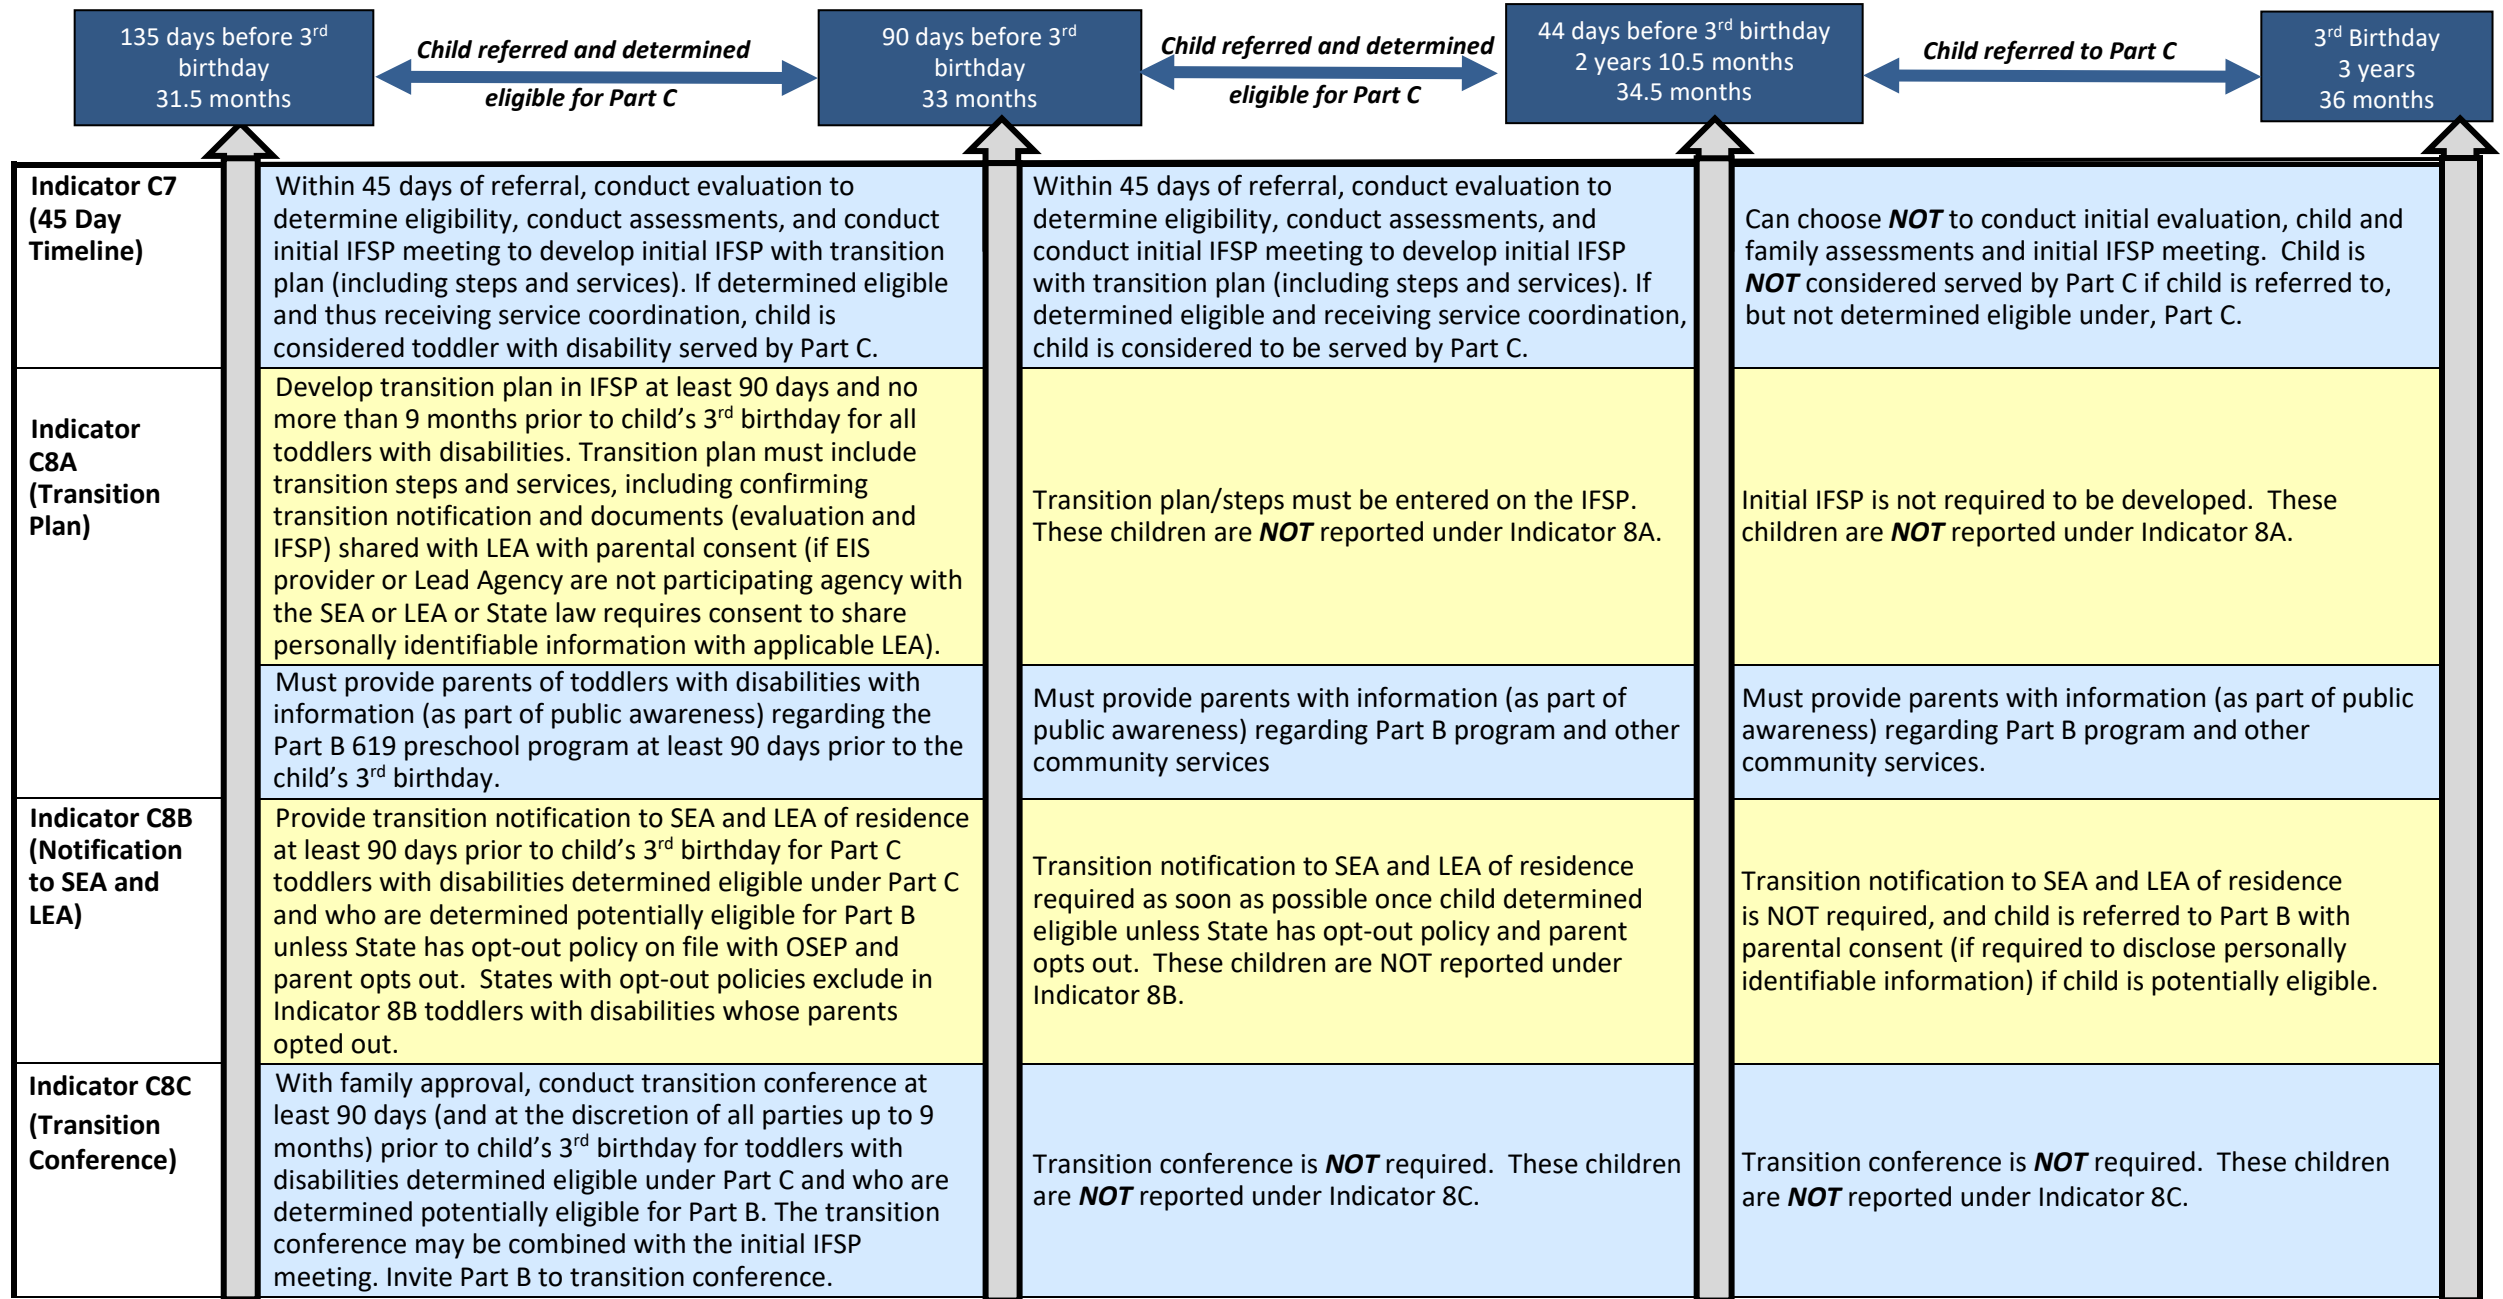 135 days before 3rd
birthday
31.5 months
Child referred and determined
eligible for Part C
90 days before 3rd
birthday
33 months
Child referred and determined
eligible for Part C
44 days before 3rd birthday
2 years 10.5 months
34.5 months
Child referred to Part C
3rd Birthday
3 years
36 months
Indicator C7
(45 Day
Timeline)
Within 45 days of referral, conduct evaluation to
determine eligibility, conduct assessments, and conduct
initial IFSP meeting to develop initial IFSP with transition
plan (including steps and services). If determined eligible
and thus receiving service coordination, child is
considered toddler with disability served by Part C.
Within 45 days of referral, conduct evaluation to
determine eligibility, conduct assessments, and
conduct initial IFSP meeting to develop initial IFSP
with transition plan (including steps and services). If
determined eligible and receiving service coordination,
child is considered to be served by Part C.
Can choose NOT to conduct initial evaluation, child and
family assessments and initial IFSP meeting. Child is
NOT considered served by Part C if child is referred to,
but not determined eligible under, Part C.
Indicator
C8A
(Transition
Plan)
Develop transition plan in IFSP at least 90 days and no
more than 9 months prior to child’s 3rd birthday for all
toddlers with disabilities. Transition plan must include
transition steps and services, including confirming
transition notification and documents (evaluation and
IFSP) shared with LEA with parental consent (if EIS
provider or Lead Agency are not participating agency with
the SEA or LEA or State law requires consent to share
personally identifiable information with applicable LEA).
Transition plan/steps must be entered on the IFSP.
These children are NOT reported under Indicator 8A.
Initial IFSP is not required to be developed. These
children are NOT reported under Indicator 8A.
Must provide parents of toddlers with disabilities with
information (as part of public awareness) regarding the
Part B 619 preschool program at least 90 days prior to the
child’s 3rd birthday.
Must provide parents with information (as part of
public awareness) regarding Part B program and other
community services
Must provide parents with information (as part of public
awareness) regarding Part B program and other
community services.
Indicator C8B
(Notification
to SEA and
LEA)
Provide transition notification to SEA and LEA of residence
at least 90 days prior to child’s 3rd birthday for Part C
toddlers with disabilities determined eligible under Part C
and who are determined potentially eligible for Part B
unless State has opt-out policy on file with OSEP and
parent opts out. States with opt-out policies exclude in
Indicator 8B toddlers with disabilities whose parents
opted out.
Transition notification to SEA and LEA of residence
required as soon as possible once child determined
eligible unless State has opt-out policy and parent
opts out. These children are NOT reported under
Indicator 8B.
Transition notification to SEA and LEA of residence
is NOT required, and child is referred to Part B with
parental consent (if required to disclose personally
identifiable information) if child is potentially eligible.
Indicator C8C
(Transition
Conference)
With family approval, conduct transition conference at
least 90 days (and at the discretion of all parties up to 9
months) prior to child’s 3rd birthday for toddlers with
disabilities determined eligible under Part C and who are
determined potentially eligible for Part B. The transition
conference may be combined with the initial IFSP
meeting. Invite Part B to transition conference.
Transition conference is NOT required. These children
are NOT reported under Indicator 8C.
Transition conference is NOT required. These children
are NOT reported under Indicator 8C.